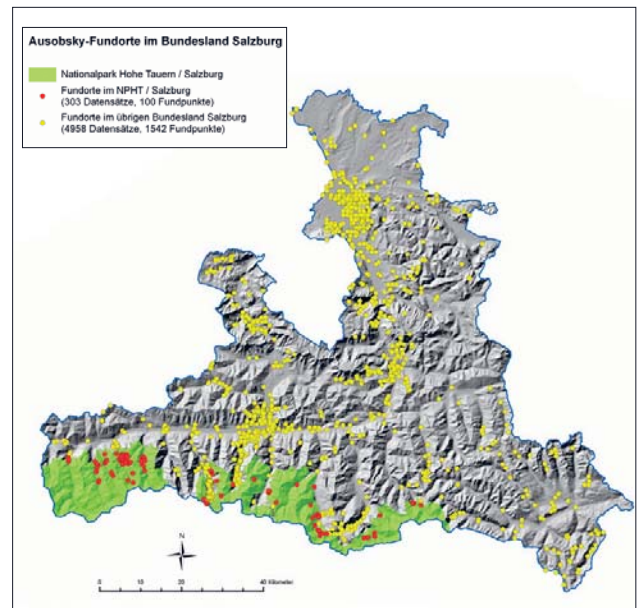 Ausobsky-Fundorte im Bundesland Salzburg
Nationalpark Hohe Tauern / Salzburg
Fundorte im NPHT / Salzburg
(303 Datensätze, 100 Fundpunkte)
Fundorte im übrigen Bundesland Salzburg
(4958 Datensätze, 1542 Fundpunkte)
N
0 10 20 40 Kilometer